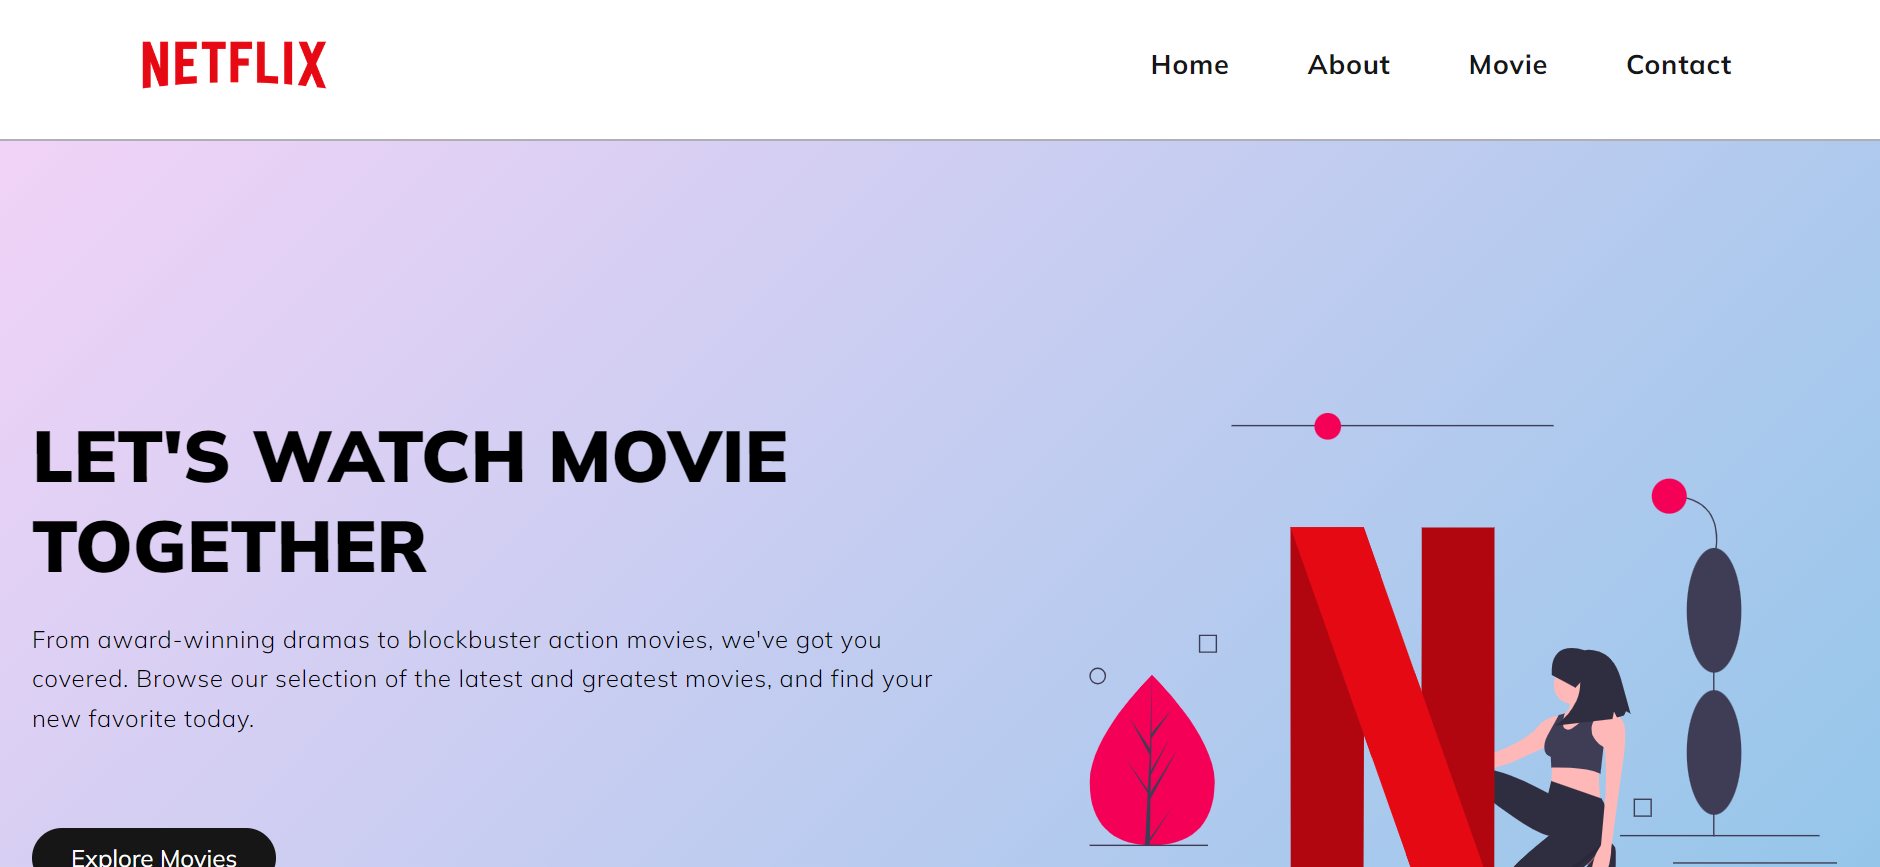 NETFLIX
Home About Movie Contact
LET'S WATCH MOVIE
TOGETHER
From award-winning dramas to blockbuster action movies, we've got you
covered. Browse our selection of the latest and greatest movies, and find your
new favorite today.
Explore Movies
N